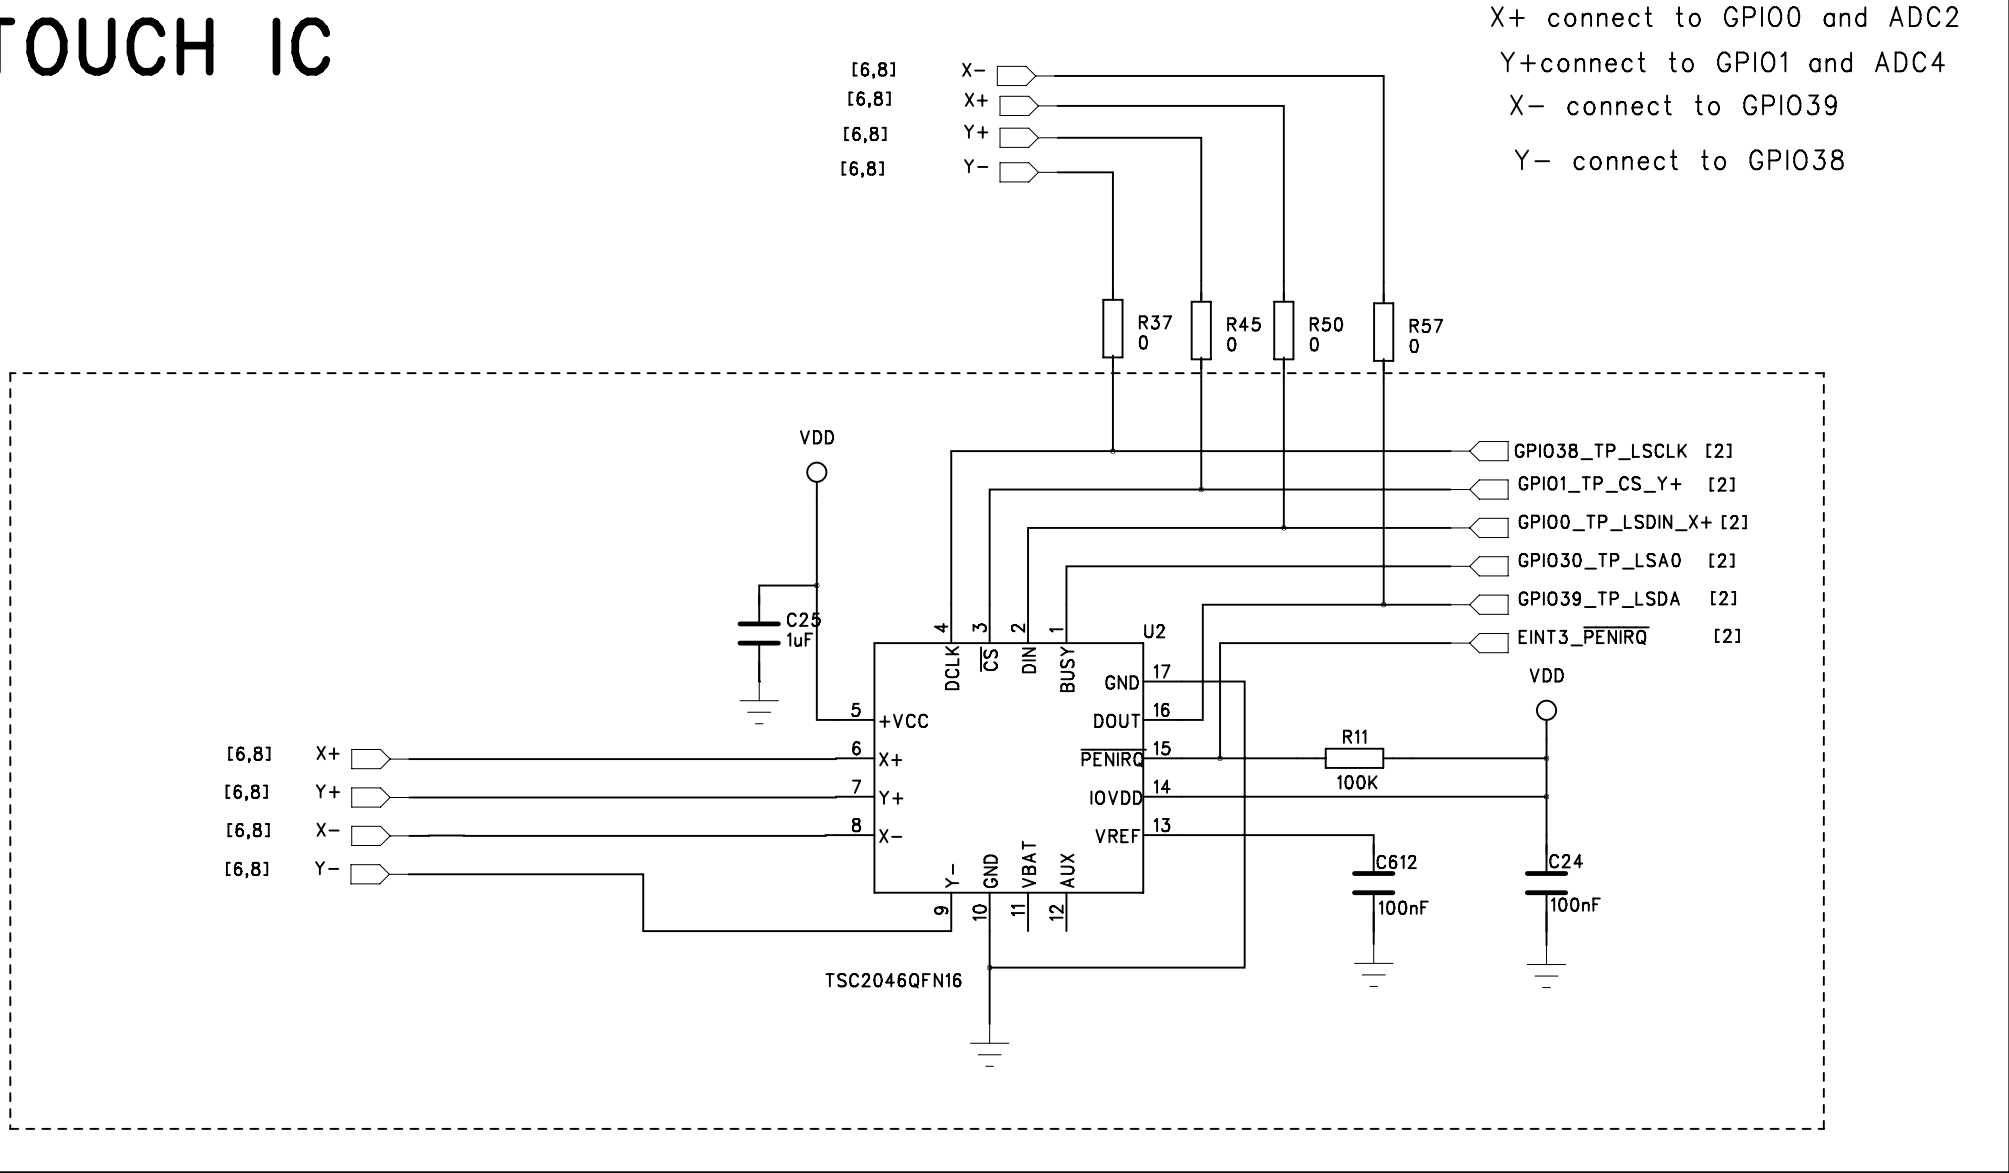 TOUCH IC
X+ connect to GPIO0 and ADC2
Y+connect to GPIO1 and ADC4
X- connect to GPIO39
Y- connect to GPIO38
[6,8] X-
[6,8] X+
[6,8] Y+
[6,8] Y-
R37
0
R45
0
R50
0
R57
0
VDD
GPIO38_TP_LSCLK [2]
GPIO1_TP_CS_Y+ [2]
GPIO0_TP_LSDIN_X+ [2]
GPIO30_TP_LSA0 [2]
GPIO39_TP_LSDA [2]
EINT3_PENIRQ [2]
C25
1uF
4 3 2 1
U2
DCLK CS DIN BUSY
VDD
GND 17
5 +VCC
DOUT 16
[6,8] X+ 6 X+
PENIRQ 15
R11
100K
[6,8] Y+ 7 Y+
IOVDD 14
[6,8] X- 8 X-
VREF 13
[6,8] Y-
Y- GND VBAT AUX
9 10 11 12
C612
100nF
C24
100nF
TSC2046QFN16